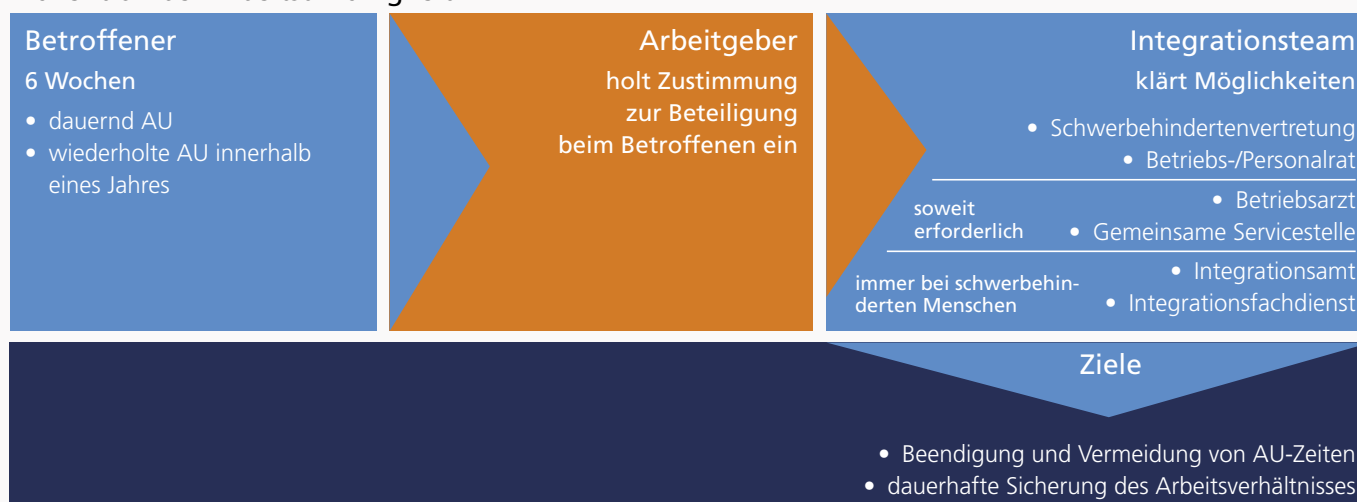 Betroffener
6 Wochen
• dauernd AU
• wiederholte AU innerhalb
eines Jahres
Arbeitgeber
holt Zustimmung
zur Beteiligung
beim Betroffenen ein
Integrationsteam
klärt Möglichkeiten
• Schwerbehindertenvertretung
• Betriebs-/Personalrat
soweit
erforderlich
• Betriebsarzt
• Gemeinsame Servicestelle
immer bei schwerbehin-
derten Menschen
• Integrationsamt
• Integrationsfachdienst
Ziele
• Beendigung und Vermeidung von AU-Zeiten
• dauerhafte Sicherung des Arbeitsverhältnisses